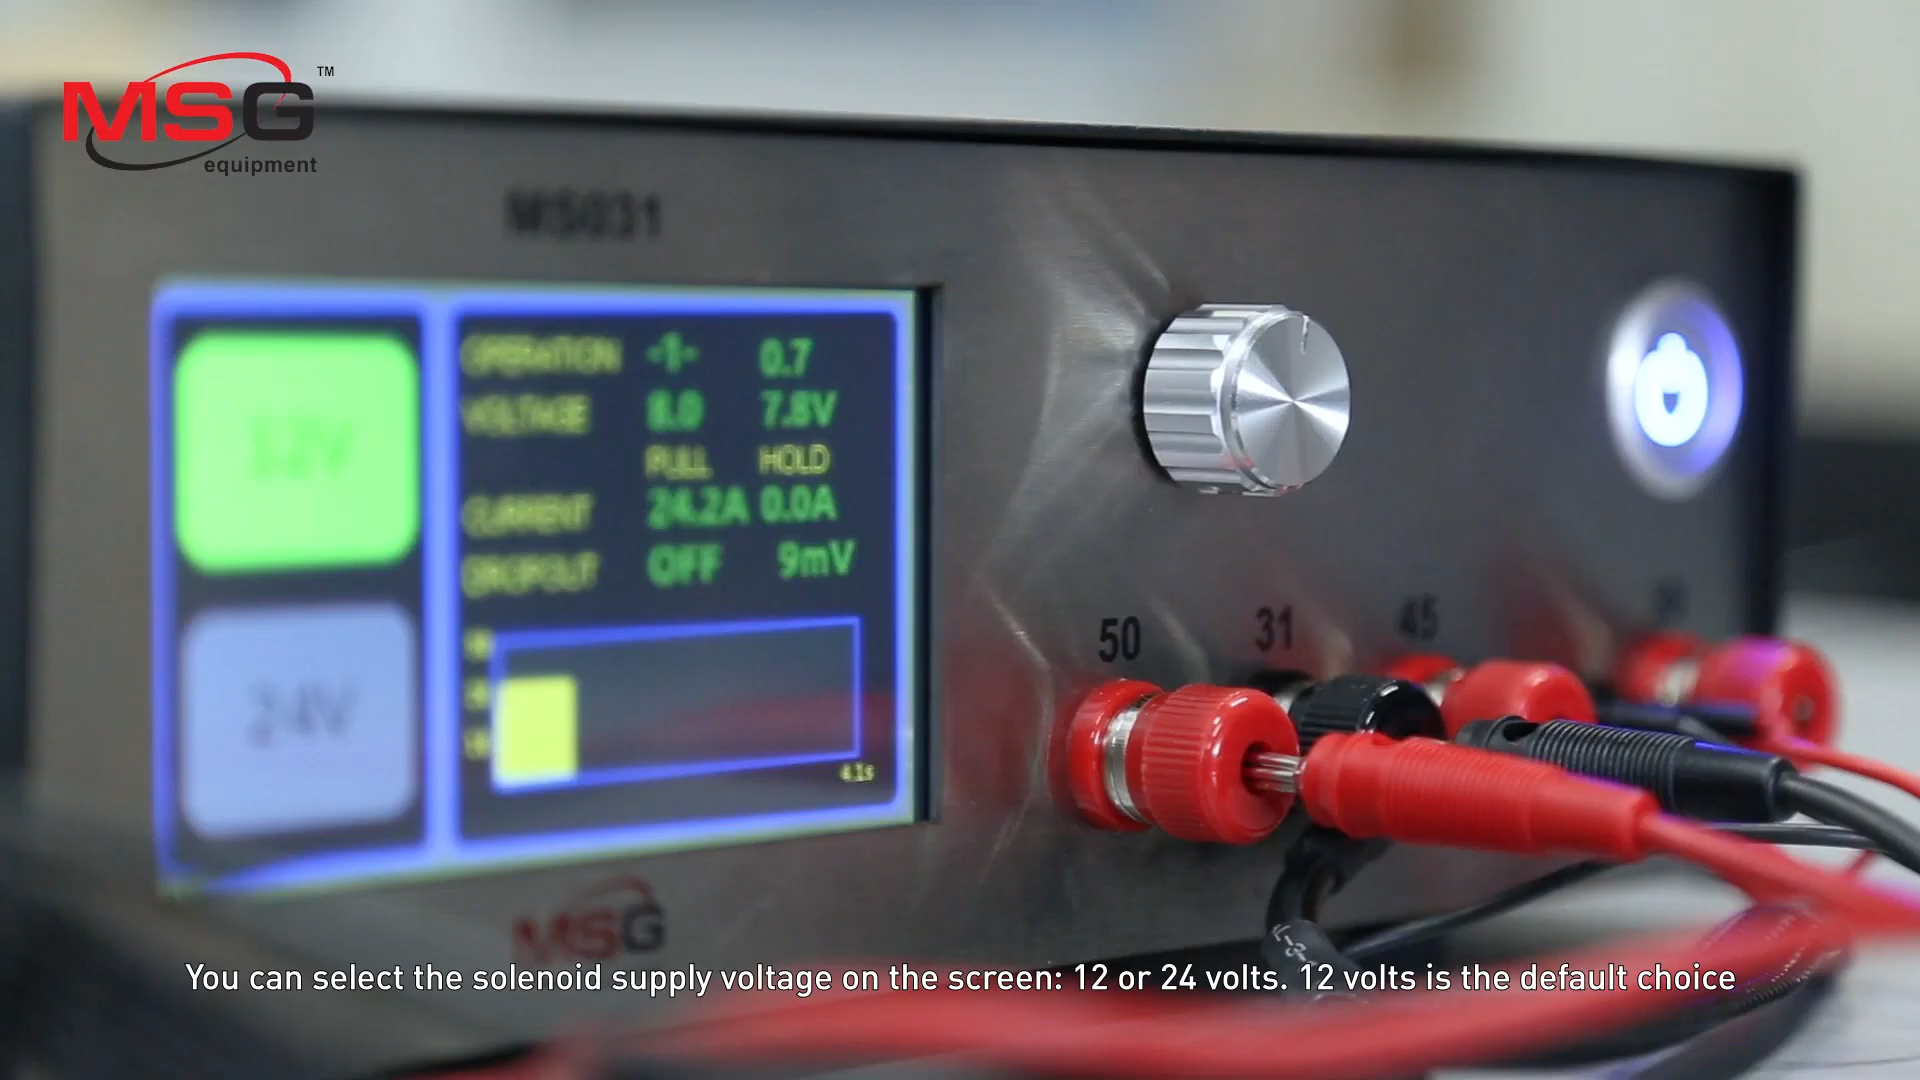 MSG™
equipment
MS031
12V
24V
OPERATION -1- 0.7
VOLTAGE 8.0 7.8V
PULL HOLD
CURRENT 24.2A 0.0A
DROPOUT OFF 9mV
4.1s
50
31
45
MSG
You can select the solenoid supply voltage on the screen: 12 or 24 volts. 12 volts is the default choice